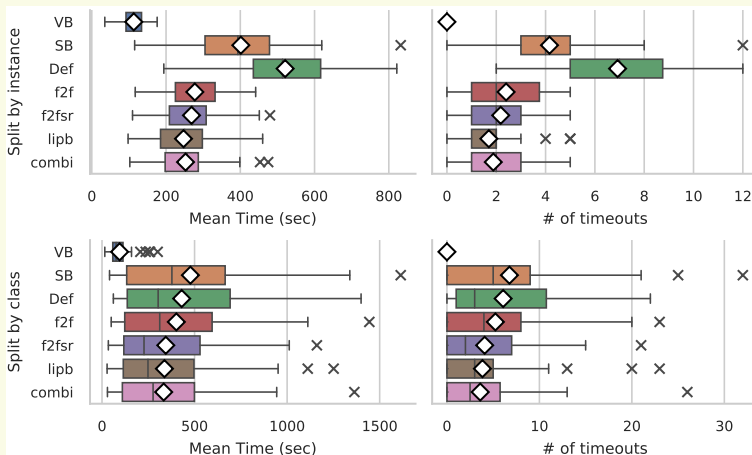 Split by instance
VB
SB
Def
f2f
f2fsr
lipb
combi
0 200 400 600 800
Mean Time (sec)
0 2 4 6 8 10 12
# of timeouts
Split by class
VB
SB
Def
f2f
f2fsr
lipb
combi
0 500 1000 1500
Mean Time (sec)
0 10 20 30
# of timeouts